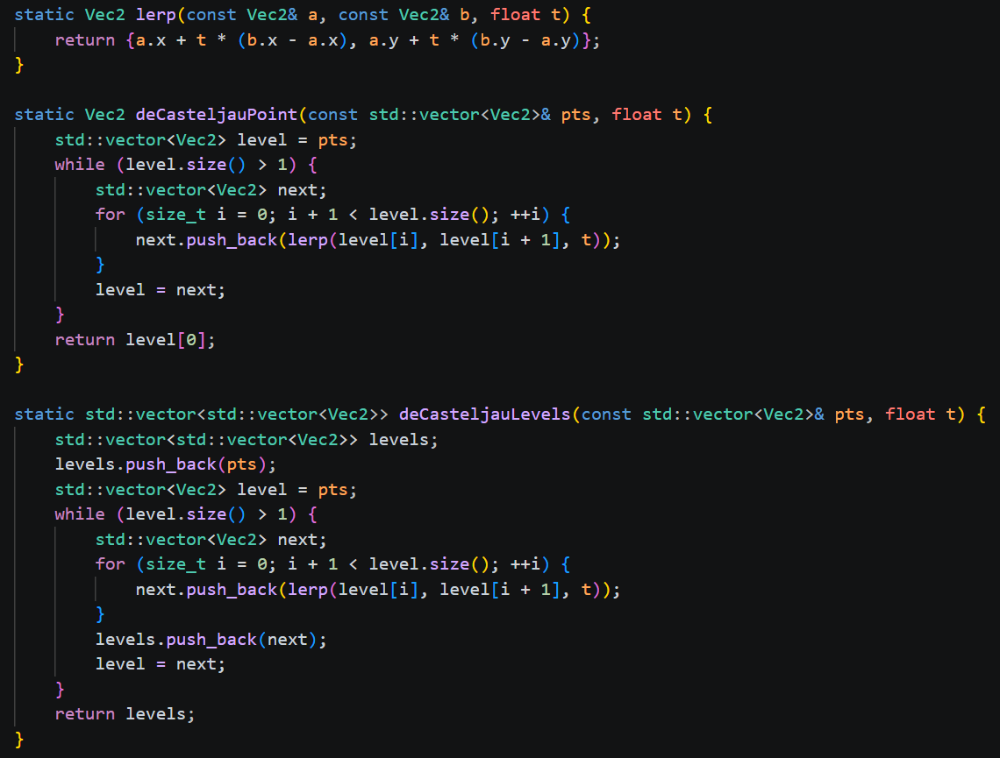 static Vec2 lerp(const Vec2& a, const Vec2& b, float t) {
    return {a.x + t * (b.x - a.x), a.y + t * (b.y - a.y)};
}

static Vec2 deCasteljauPoint(const std::vector<Vec2>& pts, float t) {
    std::vector<Vec2> level = pts;
    while (level.size() > 1) {
        std::vector<Vec2> next;
        for (size_t i = 0; i + 1 < level.size(); ++i) {
            next.push_back(lerp(level[i], level[i + 1], t));
        }
        level = next;
    }
    return level[0];
}

static std::vector<std::vector<Vec2>> deCasteljauLevels(const std::vector<Vec2>& pts, float t) {
    std::vector<std::vector<Vec2>> levels;
    levels.push_back(pts);
    std::vector<Vec2> level = pts;
    while (level.size() > 1) {
        std::vector<Vec2> next;
        for (size_t i = 0; i + 1 < level.size(); ++i) {
            next.push_back(lerp(level[i], level[i + 1], t));
        }
        levels.push_back(next);
        level = next;
    }
    return levels;
}